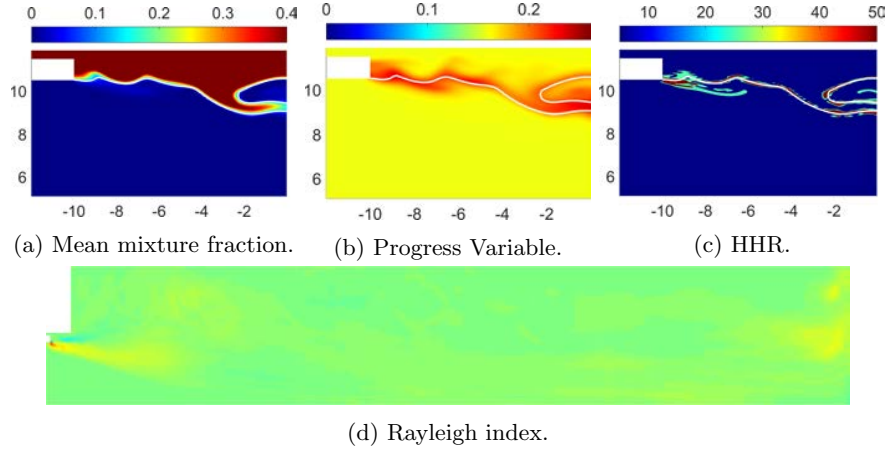 0 0.1 0.2 0.3 0.4
0 0.1 0.2
10 20 30 40 50
10
8
6
-10 -8 -6 -4 -2
10
8
6
-10 -8 -6 -4 -2
10
8
6
-10 -8 -6 -4 -2
(a) Mean mixture fraction.
(b) Progress Variable.
(c) HHR.
(d) Rayleigh index.